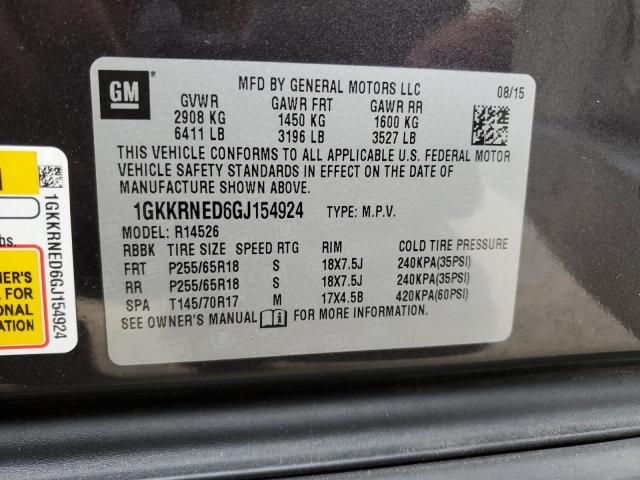 GM
MFD BY GENERAL MOTORS LLC 08/15
GVWR GAWR FRT GAWR RR
2908 KG 1450 KG 1600 KG
6411 LB 3196 LB 3527 LB
THIS VEHICLE CONFORMS TO ALL APPLICABLE U.S. FEDERAL MOTOR
VEHICLE SAFETY STANDARDS IN EFFECT ON THE DATE OF
MANUFACTURE SHOWN ABOVE.
1GKKRNED6GJ154924 TYPE: M.P.V.
MODEL: R14526
RBBK TIRE SIZE SPEED RTG RIM COLD TIRE PRESSURE
FRT P255/65R18 S 18X7.5J 240KPA(35PSI)
RR P255/65R18 S 18X7.5J 240KPA(35PSI)
SPA T145/70R17 M 17X4.5B 420KPA(60PSI)
SEE OWNER'S MANUAL FOR MORE INFORMATION.
1GKKRNED6GJ154924
lbs.
OWNER'S
FOR
TIONAL